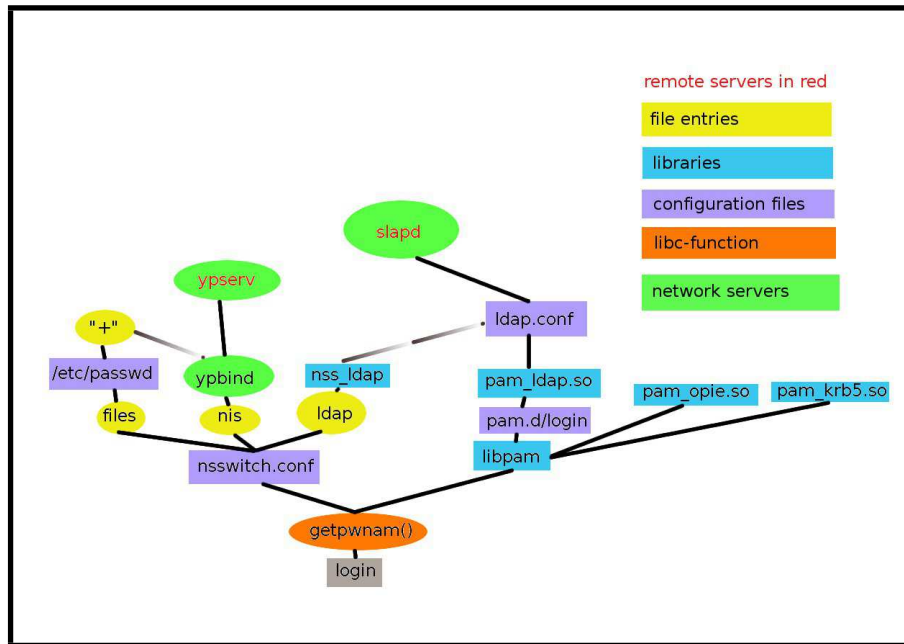 remote servers in red
file entries
libraries
configuration files
libc-function
network servers
slapd
ypserv
"+"
ldap.conf
/etc/passwd
ypbind
nss_ldap
pam_ldap.so
pam_opie.so
pam_krb5.so
files
nis
ldap
pam.d/login
nsswitch.conf
libpam
getpwnam()
login